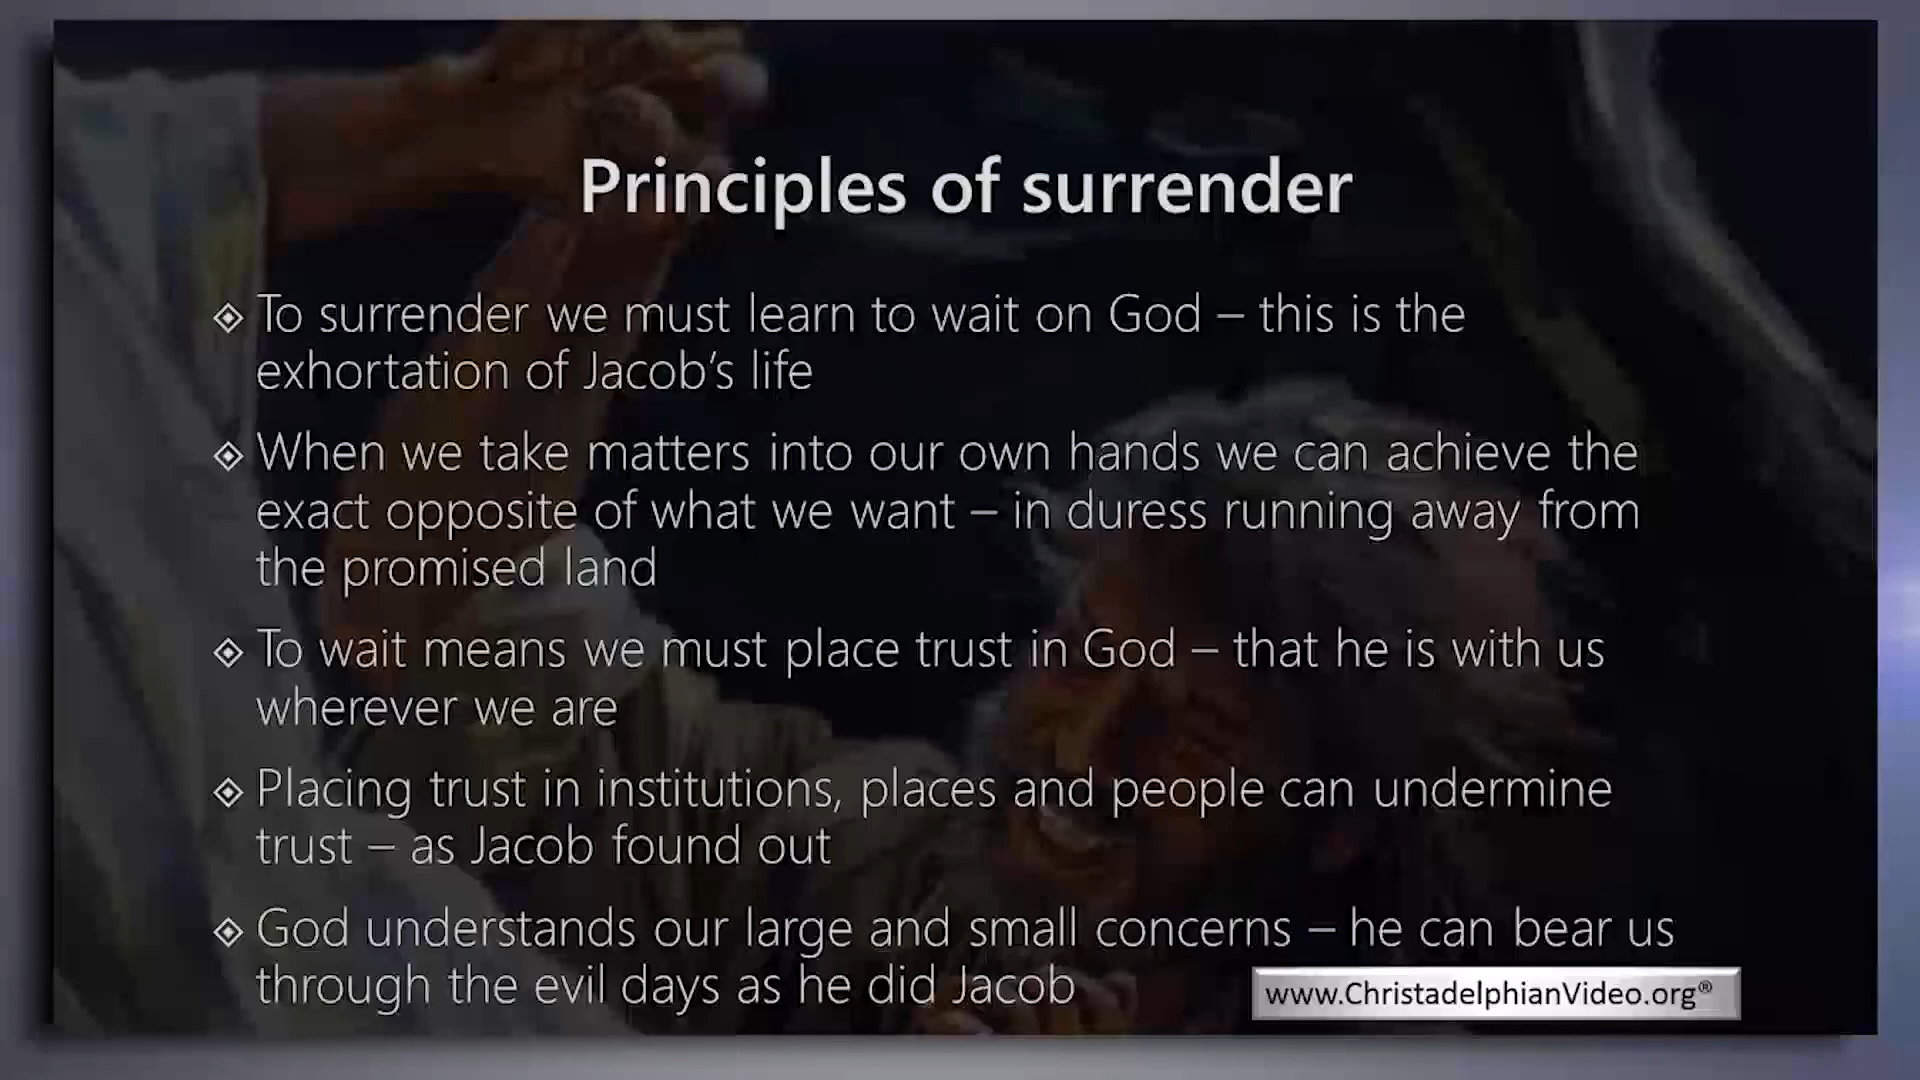 Principles of surrender
To surrender we must learn to wait on God – this is the
exhortation of Jacob's life
When we take matters into our own hands we can achieve the
exact opposite of what we want – in duress running away from
the promised land
To wait means we must place trust in God – that he is with us
wherever we are
Placing trust in institutions, places and people can undermine
trust – as Jacob found out
God understands our large and small concerns – he can bear us
through the evil days as he did Jacob
www.ChristadelphianVideo.org®